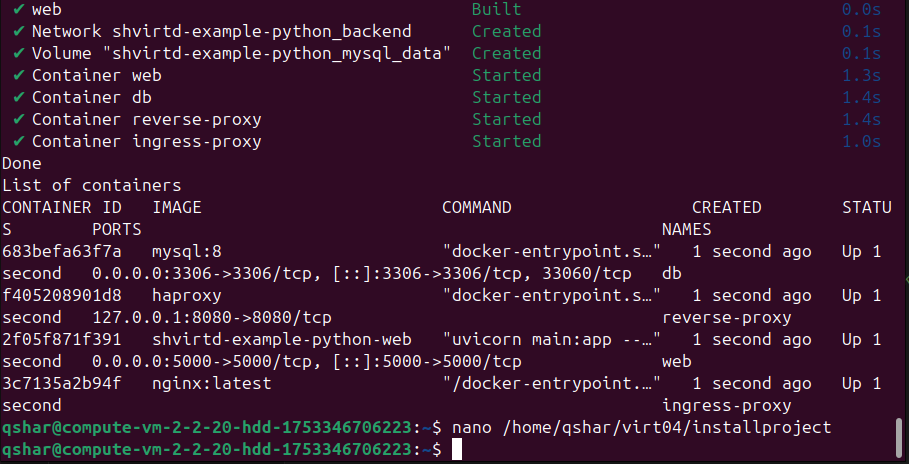 ✔ web Built 0.0s
✔ Network shvirtd-example-python_backend Created 0.1s
✔ Volume "shvirtd-example-python_mysql_data" Created 0.1s
✔ Container web Started 1.3s
✔ Container db Started 1.4s
✔ Container reverse-proxy Started 1.4s
✔ Container ingress-proxy Started 1.0s
Done
List of containers
CONTAINER ID IMAGE COMMAND CREATED STATU
S PORTS NAMES
683befa63f7a mysql:8 "docker-entrypoint.s…" 1 second ago Up 1
second 0.0.0.0:3306->3306/tcp, [::]:3306->3306/tcp, 33060/tcp db
f405208901d8 haproxy "docker-entrypoint.s…" 1 second ago Up 1
second 127.0.0.1:8080->8080/tcp reverse-proxy
2f05f871f391 shvirtd-example-python-web "uvicorn main:app --…" 1 second ago Up 1
second 0.0.0.0:5000->5000/tcp, [::]:5000->5000/tcp web
3c7135a2b94f nginx:latest "/docker-entrypoint.…" 1 second ago Up 1
second ingress-proxy
qshar@compute-vm-2-2-20-hdd-1753346706223:~$ nano /home/qshar/virt04/installproject
qshar@compute-vm-2-2-20-hdd-1753346706223:~$